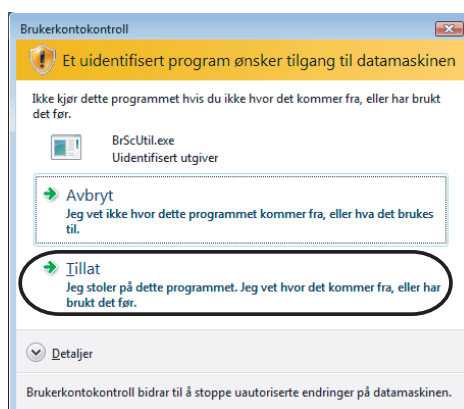 Brukerkontokontroll
Et uidentifisert program ønsker tilgang til datamaskinen
Ikke kjør dette programmet hvis du ikke hvor det kommer fra, eller har brukt
det før.
BrScUtil.exe
Uidentifisert utgiver
Avbryt
Jeg vet ikke hvor dette programmet kommer fra, eller hva det brukes
til.
Tillat
Jeg stoler på dette programmet. Jeg vet hvor det kommer fra, eller har
brukt det før.
Detaljer
Brukerkontokontroll bidrar til å stoppe uautoriserte endringer på datamaskinen.